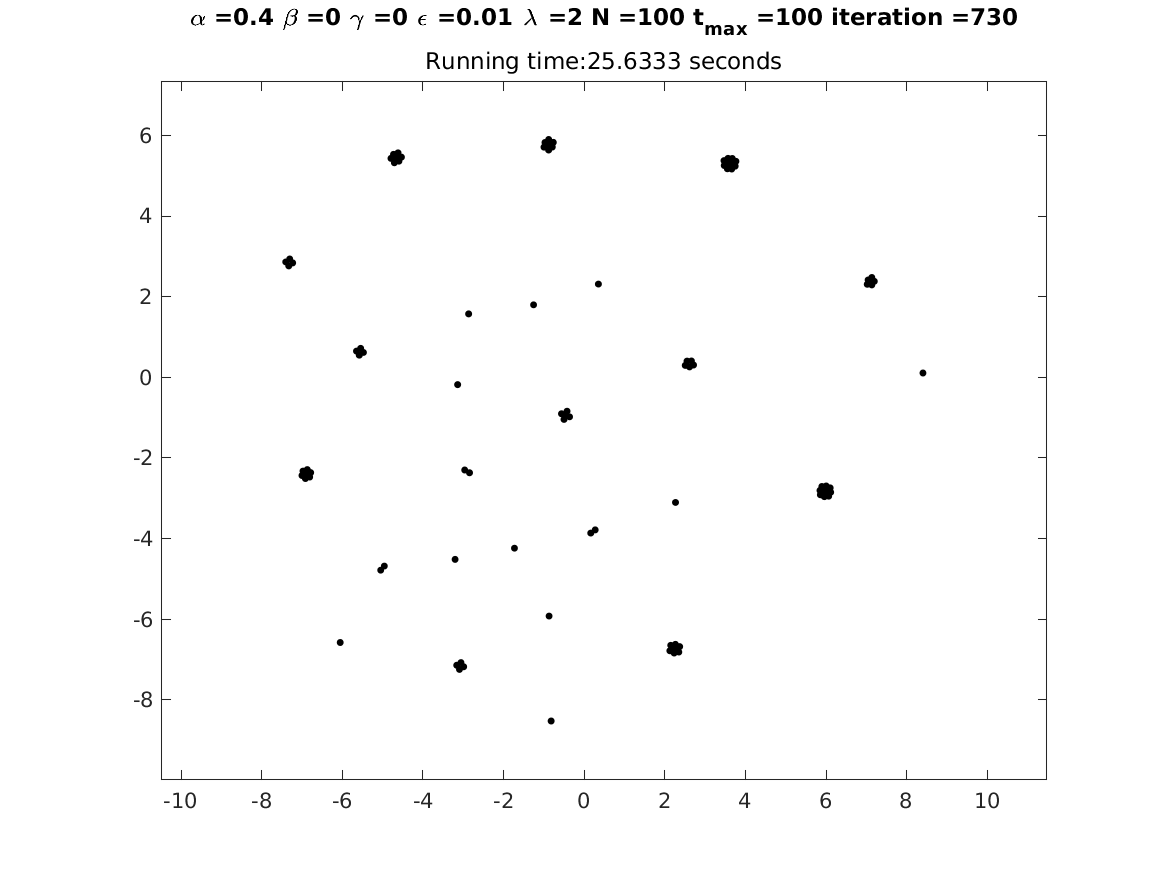 α =0.4 β =0 γ =0 ϵ =0.01 λ =2 N =100 t_max =100 iteration =730
Running time:25.6333 seconds
6
4
2
0
-2
-4
-6
-8
-10 -8 -6 -4 -2 0 2 4 6 8 10